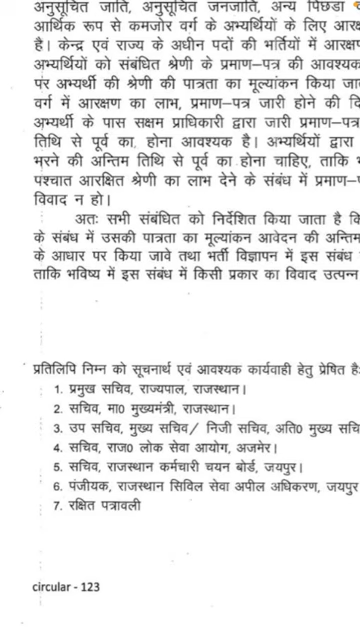 अनुसूचित जाति, अनुसूचित जनजाति, अन्य पिछडा
आर्थिक रूप से कमजोर वर्ग के अभ्यर्थियों के लिए आरक्ष
है। केन्द्र एवं राज्य के अधीन पदों की भर्तियों में आरक्षण
अभ्यर्थियों को संबंधित श्रेणी के प्रमाण–पत्र की आवश्यक
पर अभ्यर्थी की श्रेणी की पात्रता का मूल्यांकन किया जा
वर्ग में आरक्षण का लाभ, प्रमाण–पत्र जारी होने की दि
अभ्यर्थी के पास सक्षम प्राधिकारी द्वारा जारी प्रमाण–पत्र
तिथि से पूर्व का होना आवश्यक है। अभ्यर्थियों द्वारा
भरने की अन्तिम तिथि से पूर्व का होना चाहिए, ताकि
पश्चात आरक्षित श्रेणी का लाभ देने के संबंध में प्रमाण–
विवाद न हो।
अतः सभी संबंधित को निर्देशित किया जाता है कि
के संबंध में उसकी पात्रता का मूल्यांकन आवेदन की अन्तिम
के आधार पर किया जावे तथा भर्ती विज्ञापन में इस संबंध
ताकि भविष्य में इस संबंध में किसी प्रकार का विवाद उत्पन्न
प्रतिलिपि निम्न को सूचनार्थ एवं आवश्यक कार्यवाही हेतु प्रेषित है:
1. प्रमुख सचिव, राज्यपाल, राजस्थान।
2. सचिव, मा0 मुख्यमंत्री, राजस्थान।
3. उप सचिव, मुख्य सचिव/ निजी सचिव, अति0 मुख्य सचि
4. सचिव, राज0 लोक सेवा आयोग, अजमेर।
5. सचिव, राजस्थान कर्मचारी चयन बोर्ड, जयपुर।
6. पंजीयक, राजस्थान सिविल सेवा अपील अधिकरण, जयपुर
7. रक्षित पत्रावली
circular - 123